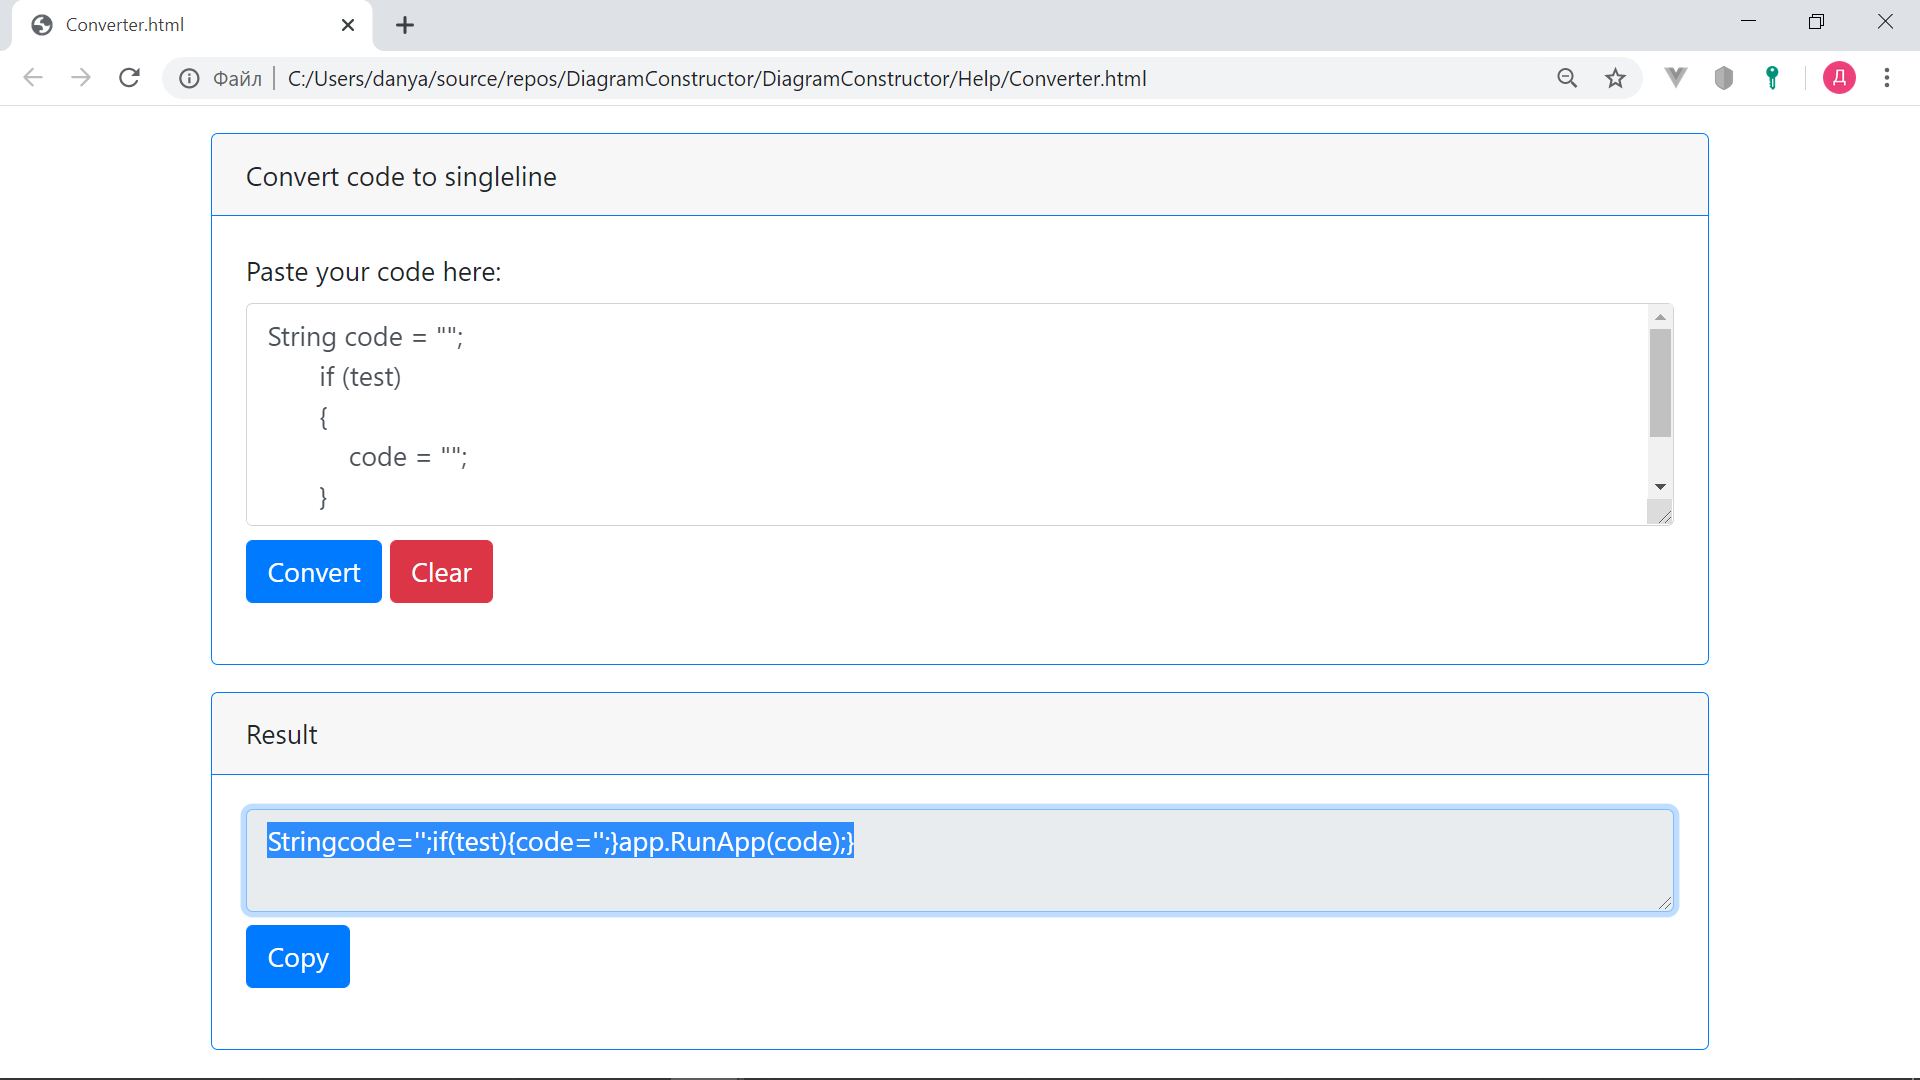 Converter.html
Файл
C:/Users/danya/source/repos/DiagramConstructor/DiagramConstructor/Help/Converter.html
Д
Convert code to singleline
Paste your code here:
String code = "";
if (test)
{
code = "";
}
Convert
Clear
Result
Stringcode='';if(test){code='';}app.RunApp(code);}
Copy